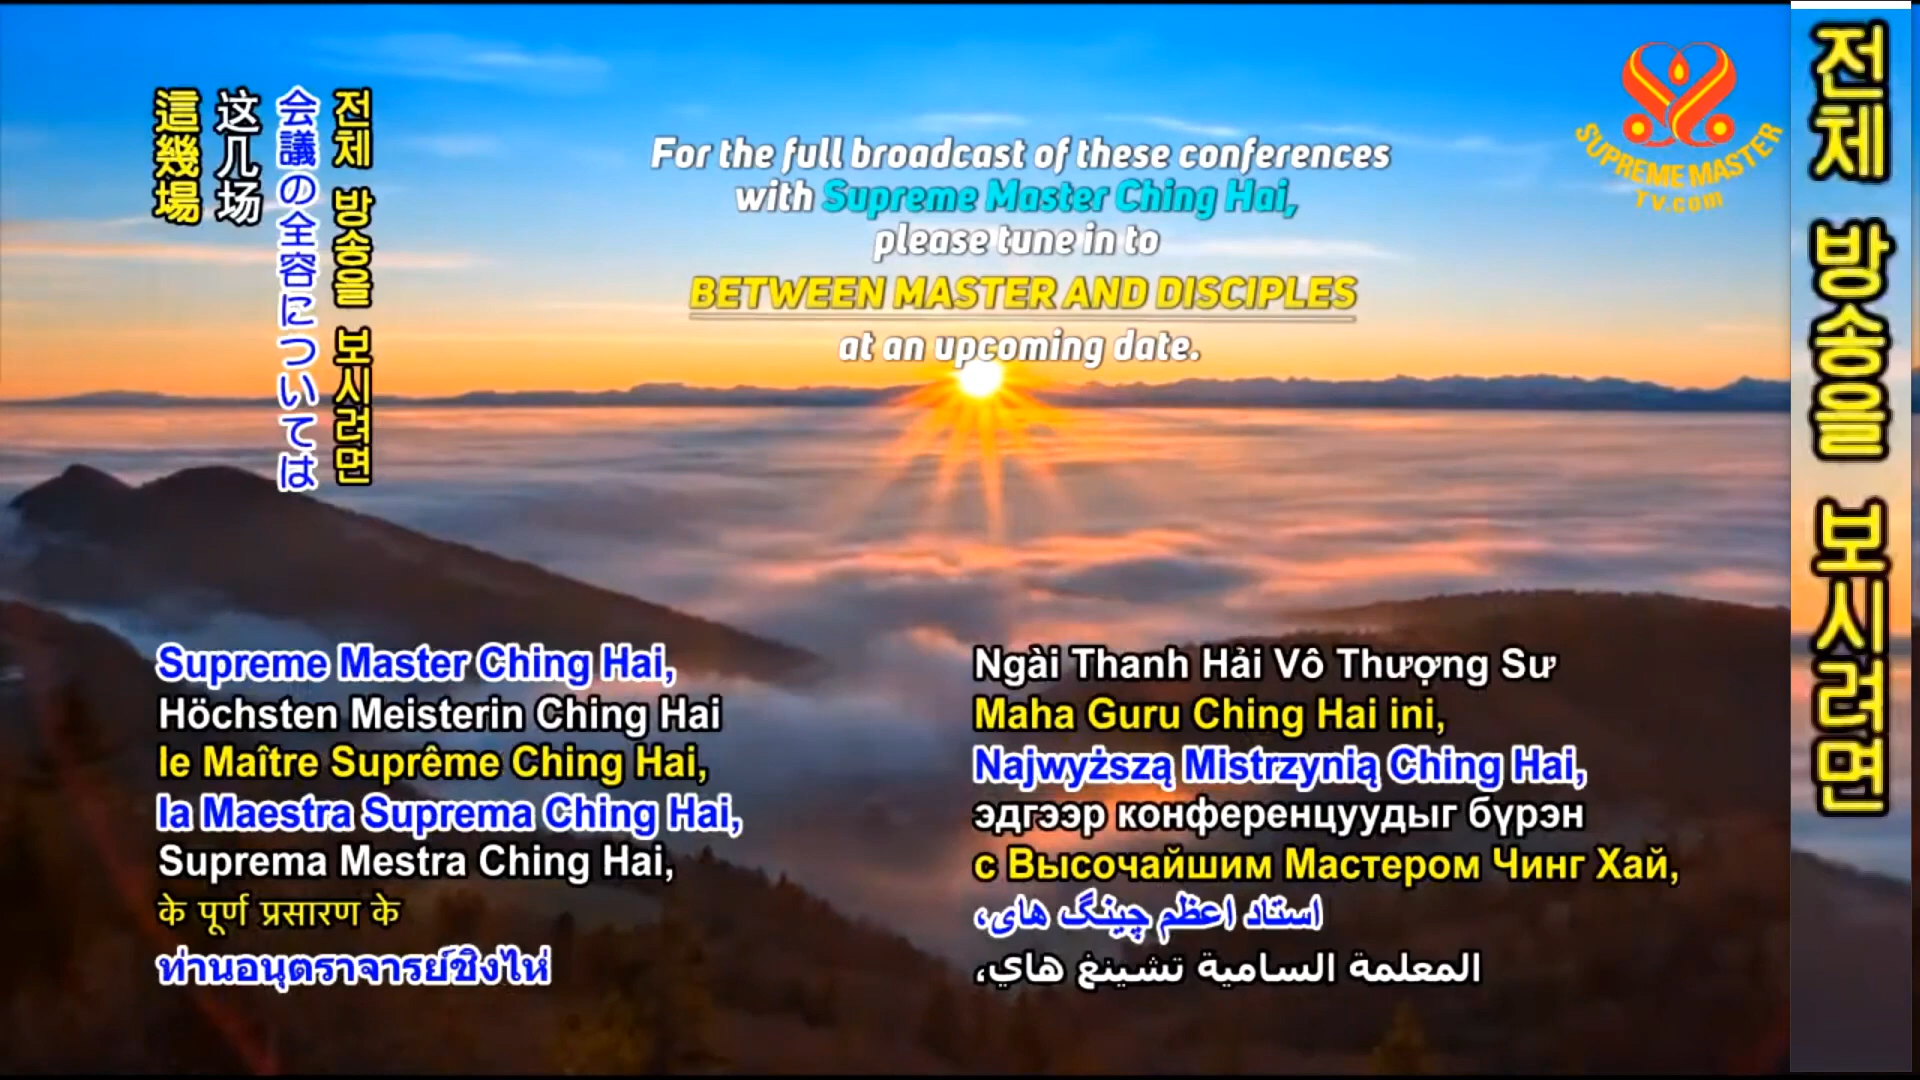 這幾場
这几场
会議の全容については
전체 방송을 보시려면
For the full broadcast of these conferences
with Supreme Master Ching Hai,
please tune in to
BETWEEN MASTER AND DISCIPLES
at an upcoming date.
SUPREME MASTER
TV.com
전체 방송을 보시려면
Supreme Master Ching Hai,
Höchsten Meisterin Ching Hai
le Maître Suprême Ching Hai,
la Maestra Suprema Ching Hai,
Suprema Mestra Ching Hai,
के पूर्ण प्रसारण के
ท่านอนุตราจารย์ชิงไห่
Ngài Thanh Hải Vô Thượng Sư
Maha Guru Ching Hai ini,
Najwyższą Mistrzynią Ching Hai,
эдгээр конференцуудыг бүрэн
с Высочайшим Мастером Чинг Хай,
استاد اعظم چینگ های،
المعلمة السامية تشينغ هاي،